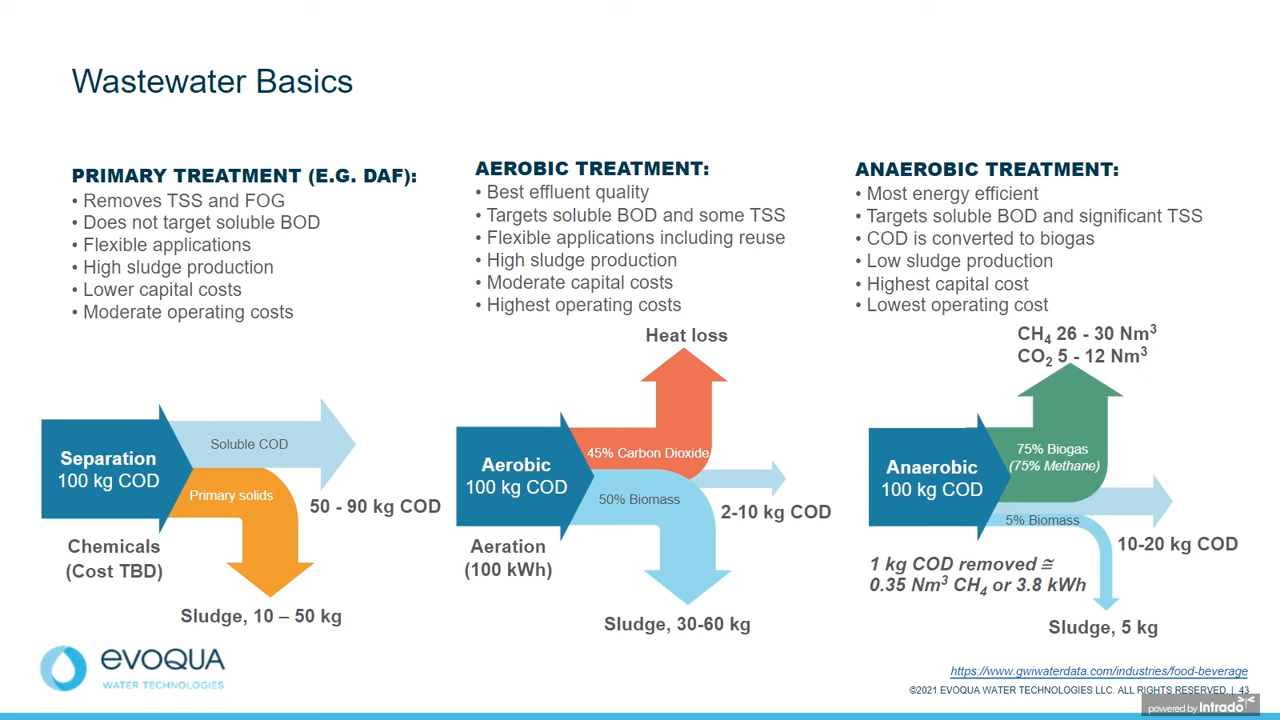 Wastewater Basics
PRIMARY TREATMENT (E.G. DAF):
• Removes TSS and FOG
• Does not target soluble BOD
• Flexible applications
• High sludge production
• Lower capital costs
• Moderate operating costs
Separation
100 kg COD
Soluble COD
Primary solids
50 - 90 kg COD
Chemicals
(Cost TBD)
Sludge, 10 – 50 kg
AEROBIC TREATMENT:
• Best effluent quality
• Targets soluble BOD and some TSS
• Flexible applications including reuse
• High sludge production
• Moderate capital costs
• Highest operating costs
Heat loss
Aerobic
100 kg COD
45% Carbon Dioxide
50% Biomass
2-10 kg COD
Aeration
(100 kWh)
Sludge, 30-60 kg
ANAEROBIC TREATMENT:
• Most energy efficient
• Targets soluble BOD and significant TSS
• COD is converted to biogas
• Low sludge production
• Highest capital cost
• Lowest operating cost
CH4 26 - 30 Nm3
CO2 5 - 12 Nm3
Anaerobic
100 kg COD
75% Biogas
(75% Methane)
5% Biomass
10-20 kg COD
1 kg COD removed ≅
0.35 Nm3 CH4 or 3.8 kWh
Sludge, 5 kg
evoqua
WATER TECHNOLOGIES
https://www.gwiwaterdata.com/industries/food-beverage
©2021 EVOQUA WATER TECHNOLOGIES LLC. ALL RIGHTS RESERVED | 43
powered by Intrado